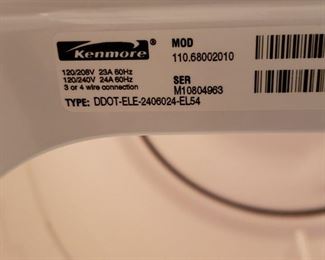 Kenmore®
120/208V 23A 60Hz
120/240V 24A 60Hz
3 or 4 wire connection
MOD
110.68002010
SER
M10804963
TYPE: DDOT-ELE-2406024-EL54